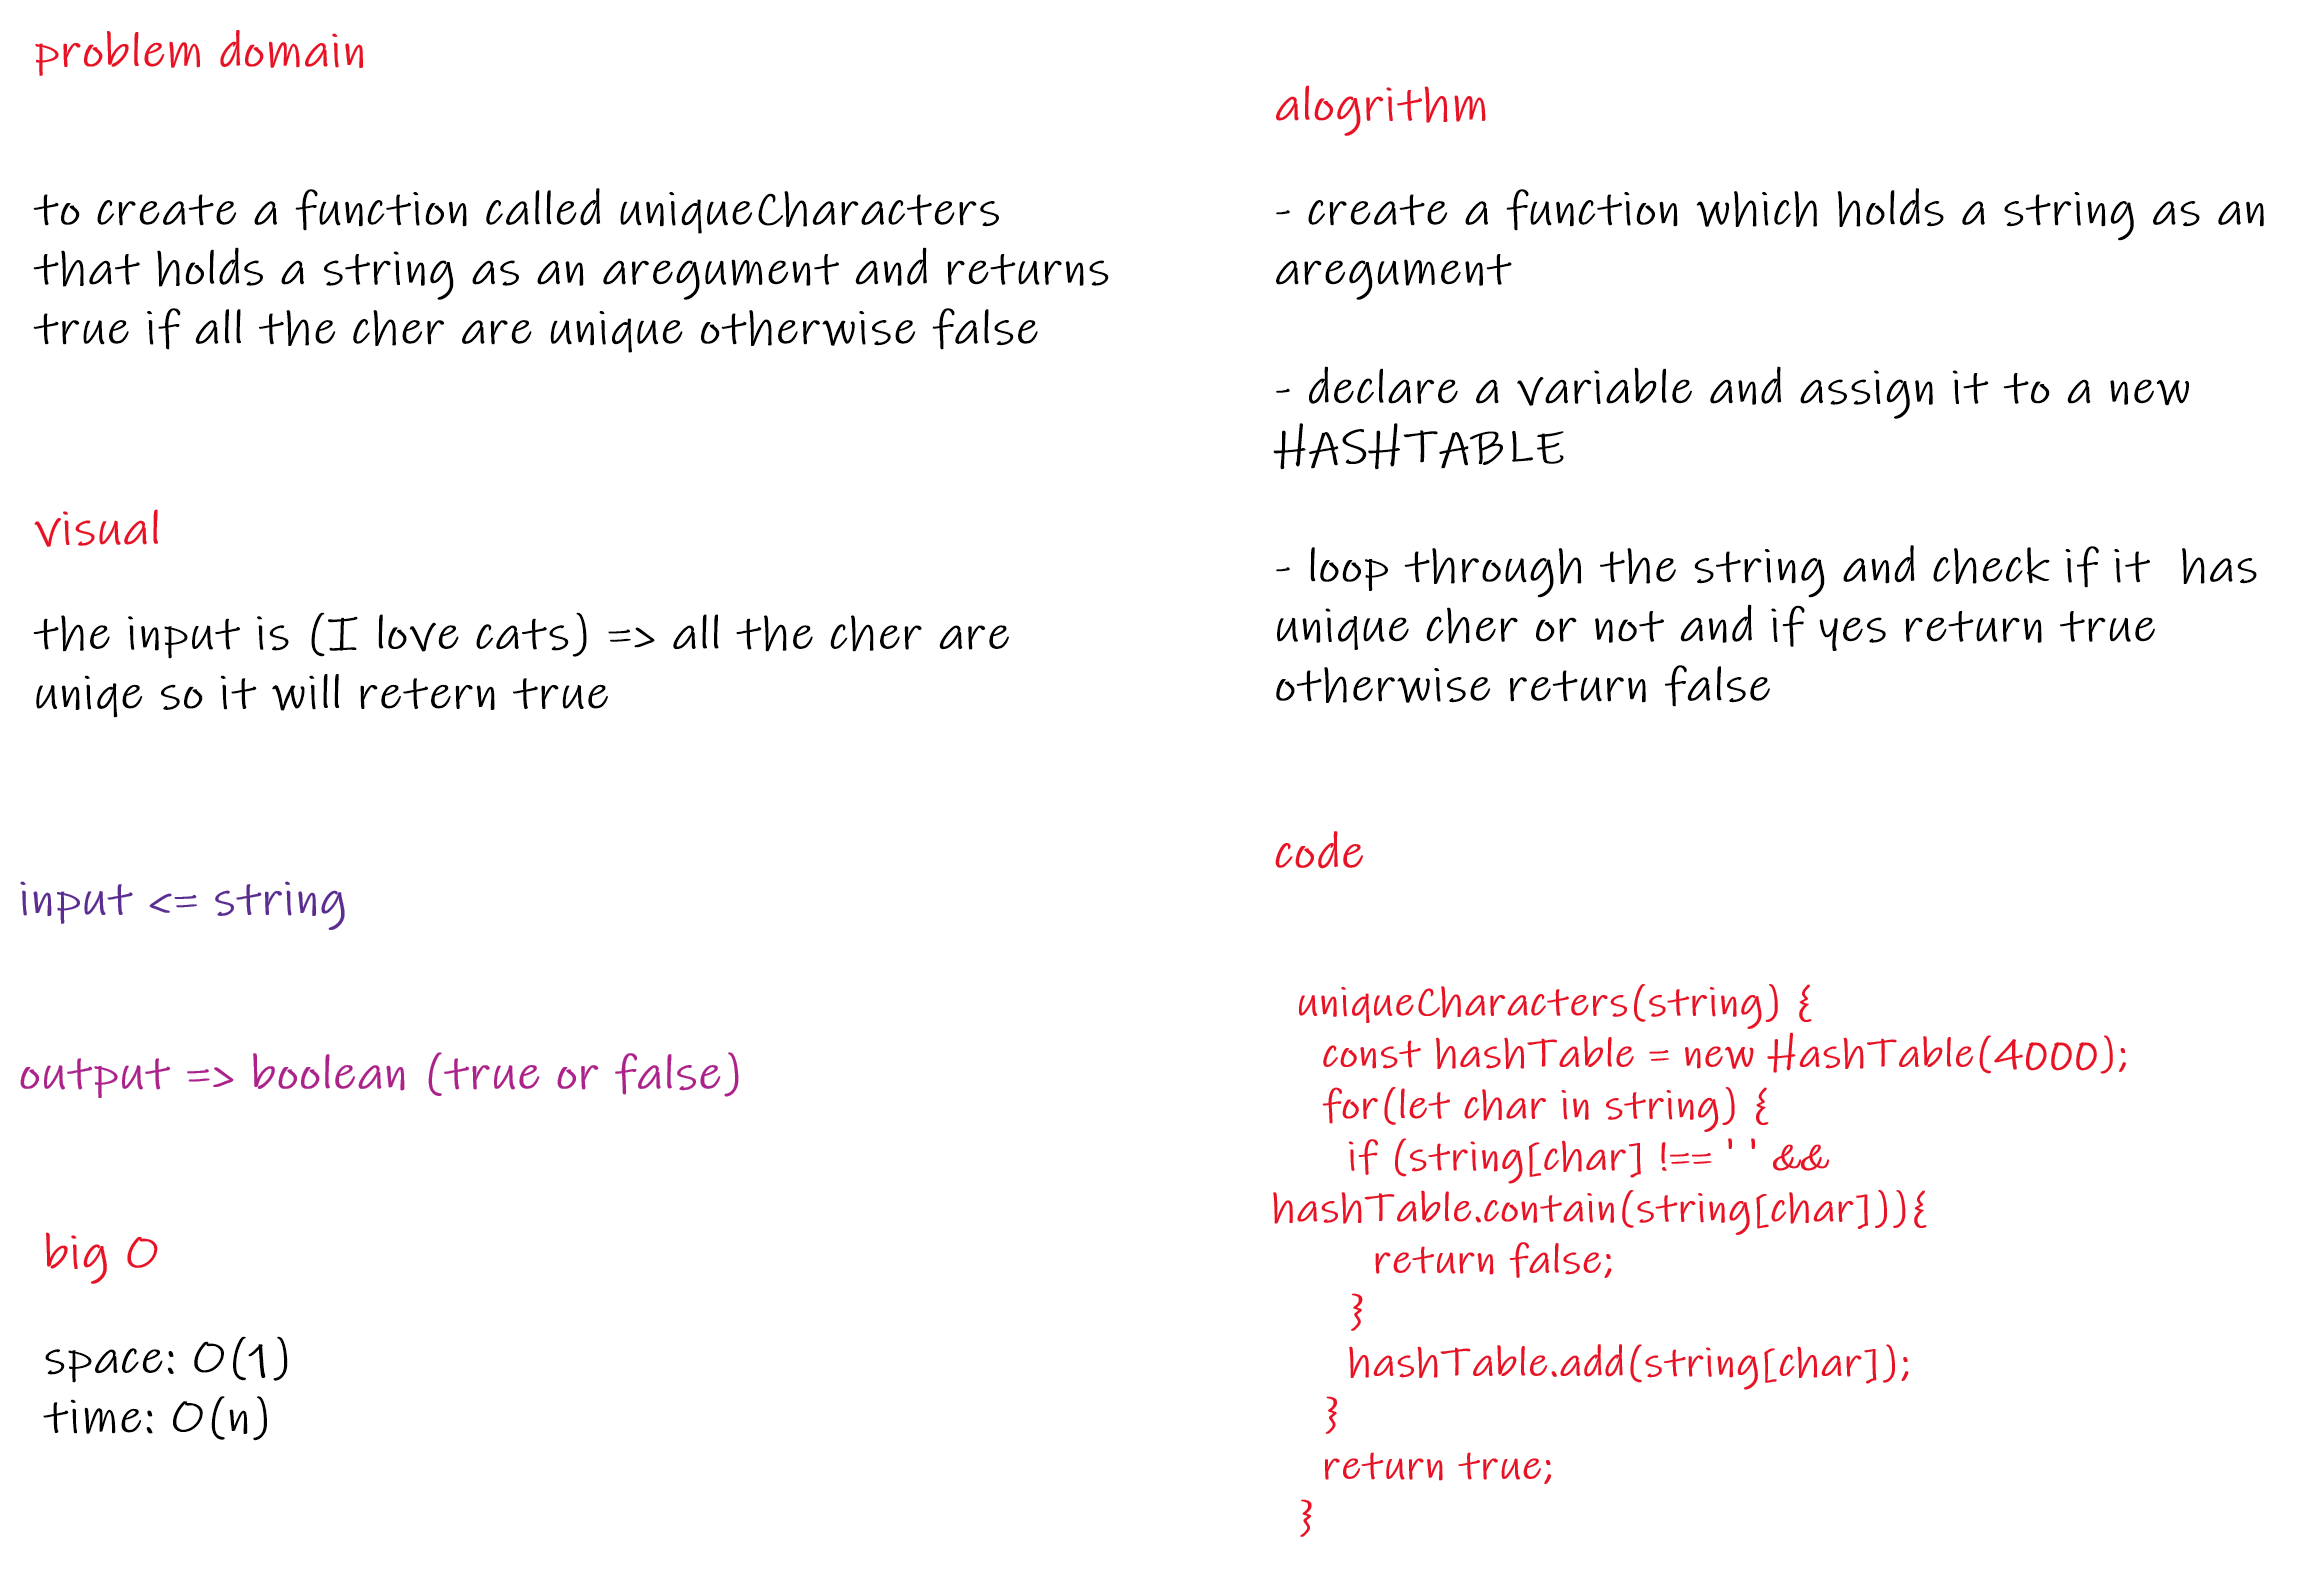 problem domain
to create a function called uniqueCharacters
that holds a string as an aregument and returns
true if all the cher are unique otherwise false
visual
the input is (I love cats) => all the cher are
uniqe so it will retern true
input <= string
output => boolean (true or false)
big O
space: O(1)
time: O(n)
alogrithm
- create a function which holds a string as an
aregument
- declare a variable and assign it to a new
HASHTABLE
- loop through the string and check if it  has
unique cher or not and if yes return true
otherwise return false
code
uniqueCharacters(string) {
const hashTable = new HashTable(4000);
for(let char in string) {
if (string[char] !== ' ' &&
hashTable.contain(string[char])){
return false;
}
hashTable.add(string[char]);
}
return true;
}